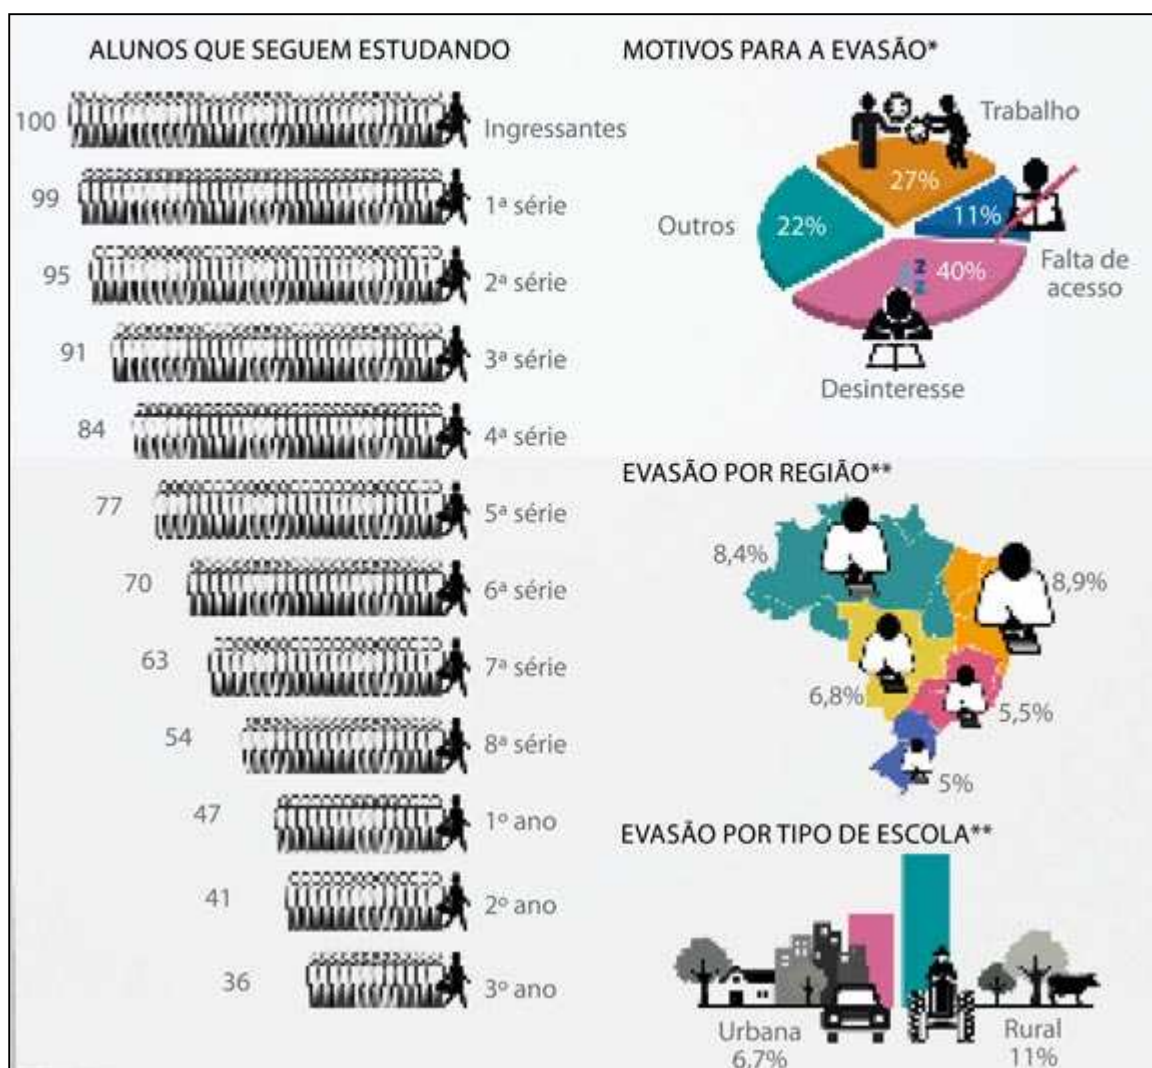 ALUNOS QUE SEGUEM ESTUDANDO
100 Ingressantes
99 1ª série
95 2ª série
91 3ª série
84 4ª série
77 5ª série
70 6ª série
63 7ª série
54 8ª série
47 1º ano
41 2º ano
36 3º ano
MOTIVOS PARA A EVASÃO*
Trabalho
27%
11%
Outros
22%
40%
Falta de
acesso
Desinteresse
EVASÃO POR REGIÃO**
8,4%
8,9%
6,8%
5,5%
5%
EVASÃO POR TIPO DE ESCOLA**
Urbana
6,7%
Rural
11%